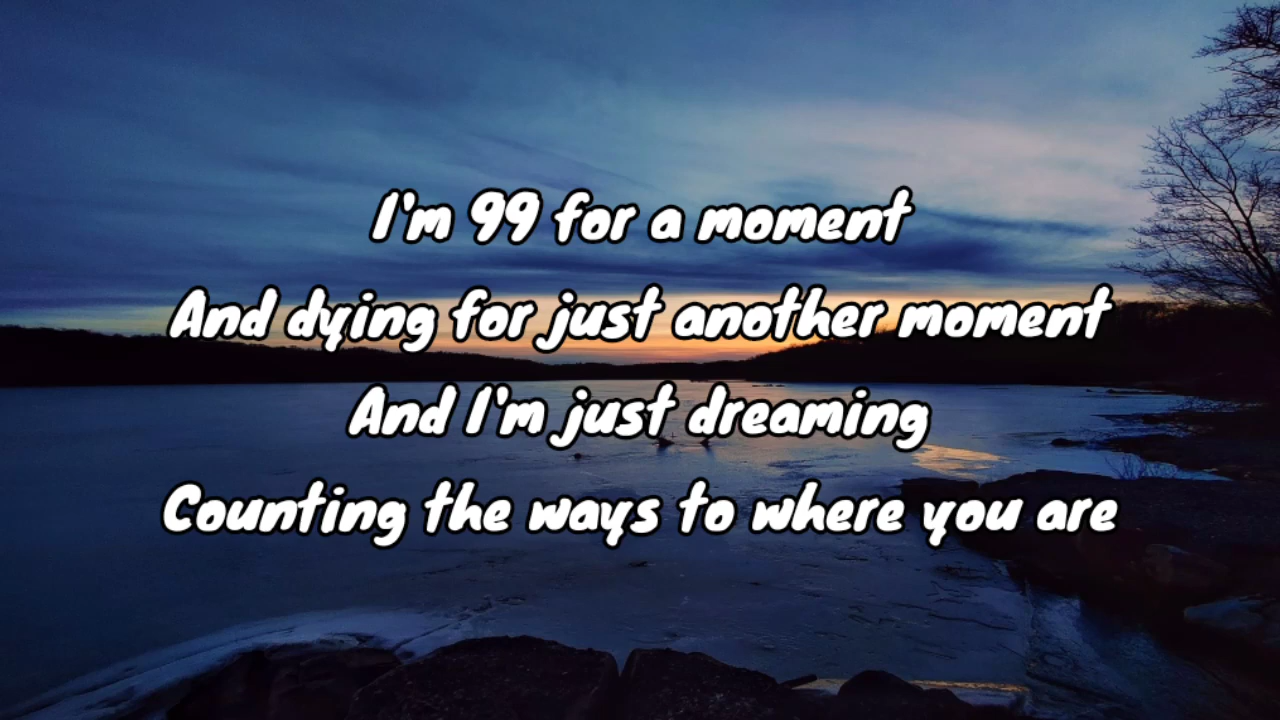 I'm 99 for a moment
And dying for just another moment
And I'm just dreaming
Counting the ways to where you are